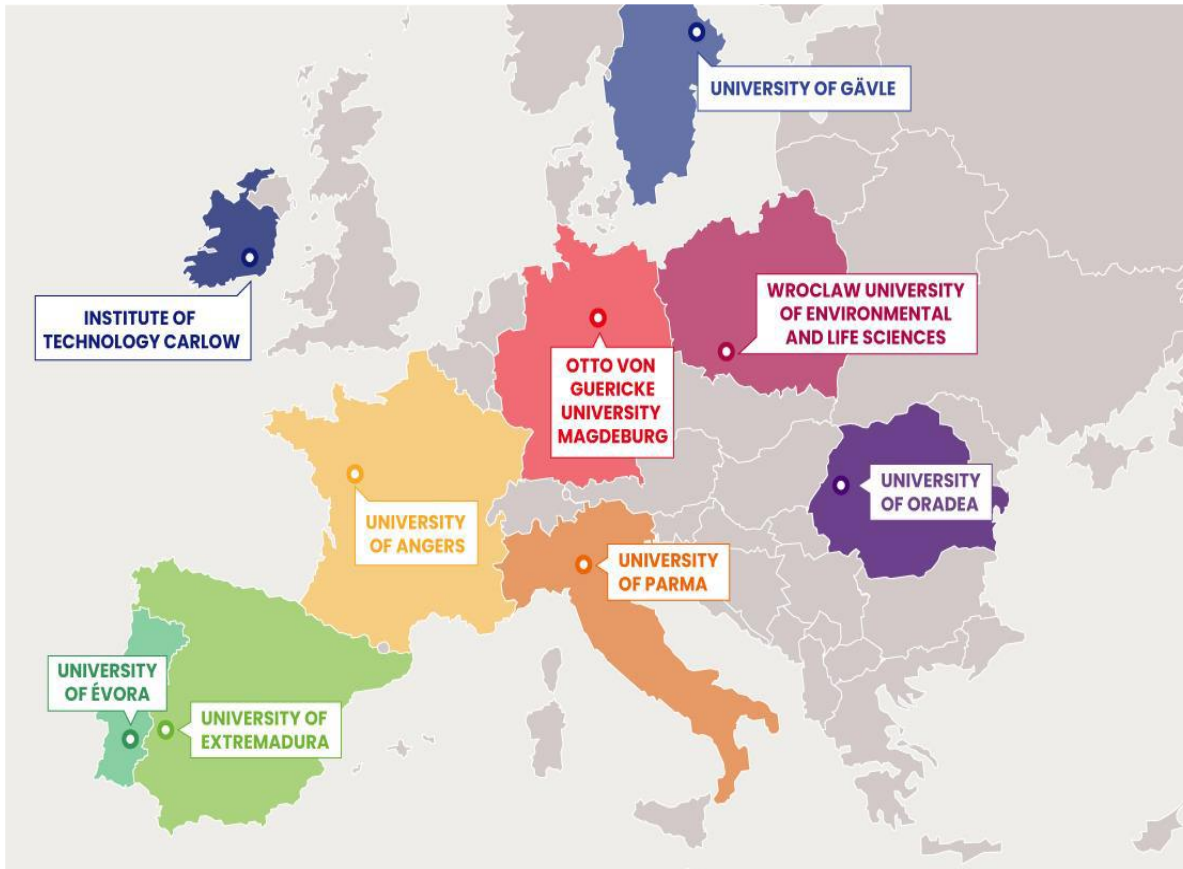 UNIVERSITY OF GÄVLE
INSTITUTE OF
TECHNOLOGY CARLOW
WROCLAW UNIVERSITY
OF ENVIRONMENTAL
AND LIFE SCIENCES
OTTO VON
GUERICKE
UNIVERSITY
MAGDEBURG
UNIVERSITY
OF ORADEA
UNIVERSITY
OF ANGERS
UNIVERSITY
OF PARMA
UNIVERSITY
OF ÉVORA
UNIVERSITY OF
EXTREMADURA